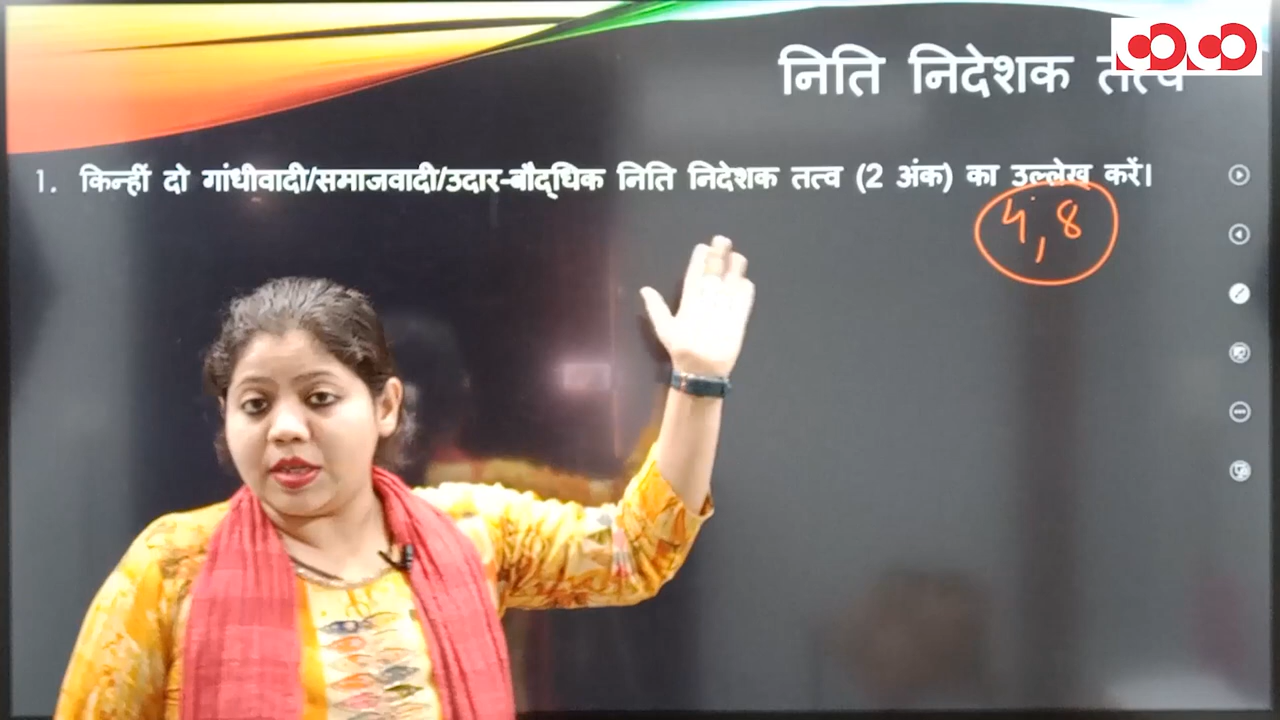 निति निदेशक तत्व
1. किन्हीं दो गांधीवादी/समाजवादी/उदार-बौद्धिक निति निदेशक तत्व (2 अंक) का उल्लेख करें।
4, 8